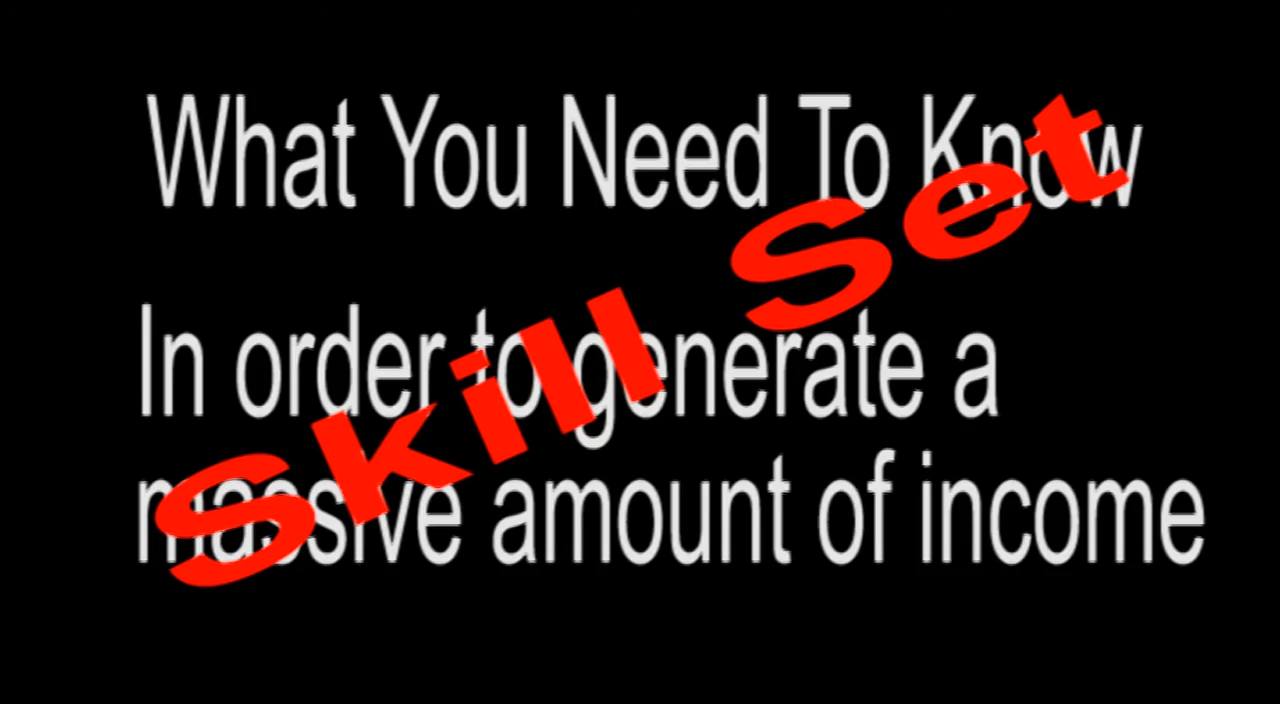 What You Need To Know
In order to generate a
massive amount of income
Skill Set